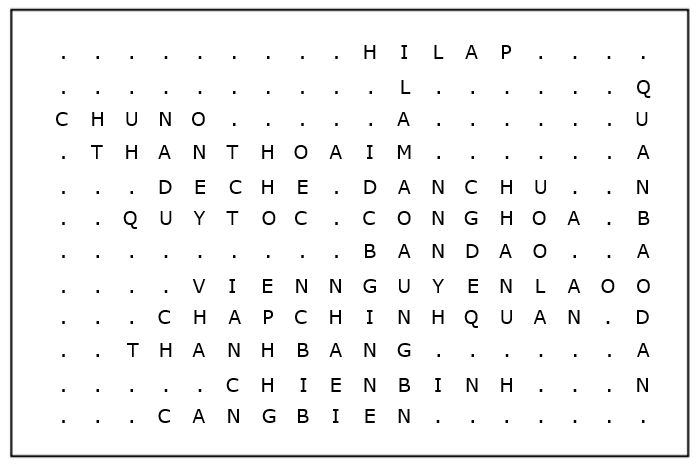 . . . . . . . . . H I L A P . . . .
. . . . . . . . . . L . . . . . . Q
C H U N O . . . . . A . . . . . . U
. T H A N T H O A I M . . . . . . A
. . . D E C H E . D A N C H U . . N
. . Q U Y T O C . C O N G H O A . B
. . . . . . . . . B A N D A O . . A
. . . . V I E N N G U Y E N L A O O
. . . C H A P C H I N H Q U A N . D
. . T H A N H B A N G . . . . . . A
. . . . . C H I E N B I N H . . . N
. . . C A N G B I E N . . . . . . .